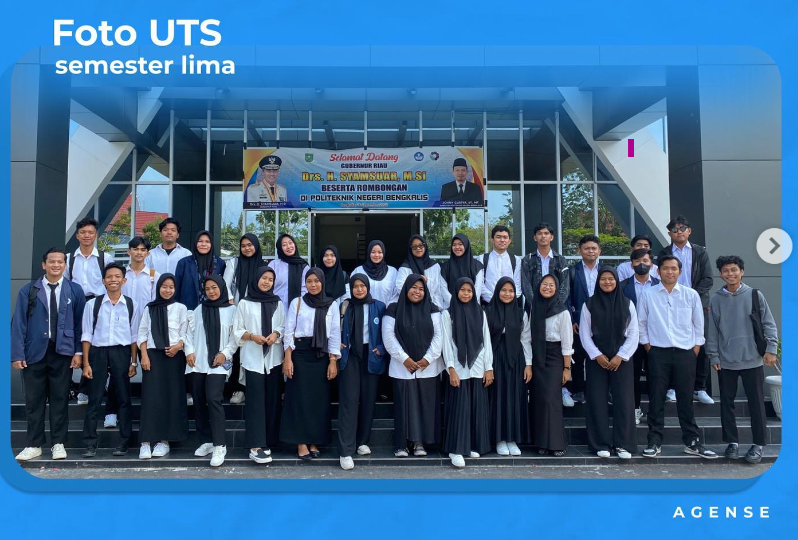 Foto UTS
semester lima
Selamat Datang
GUBERNUR RIAU
Drs. H. SYAMSUAR, M.SI
BESERTA ROMBONGAN
DI POLITEKNIK NEGERI BENGKALIS
AGENSE